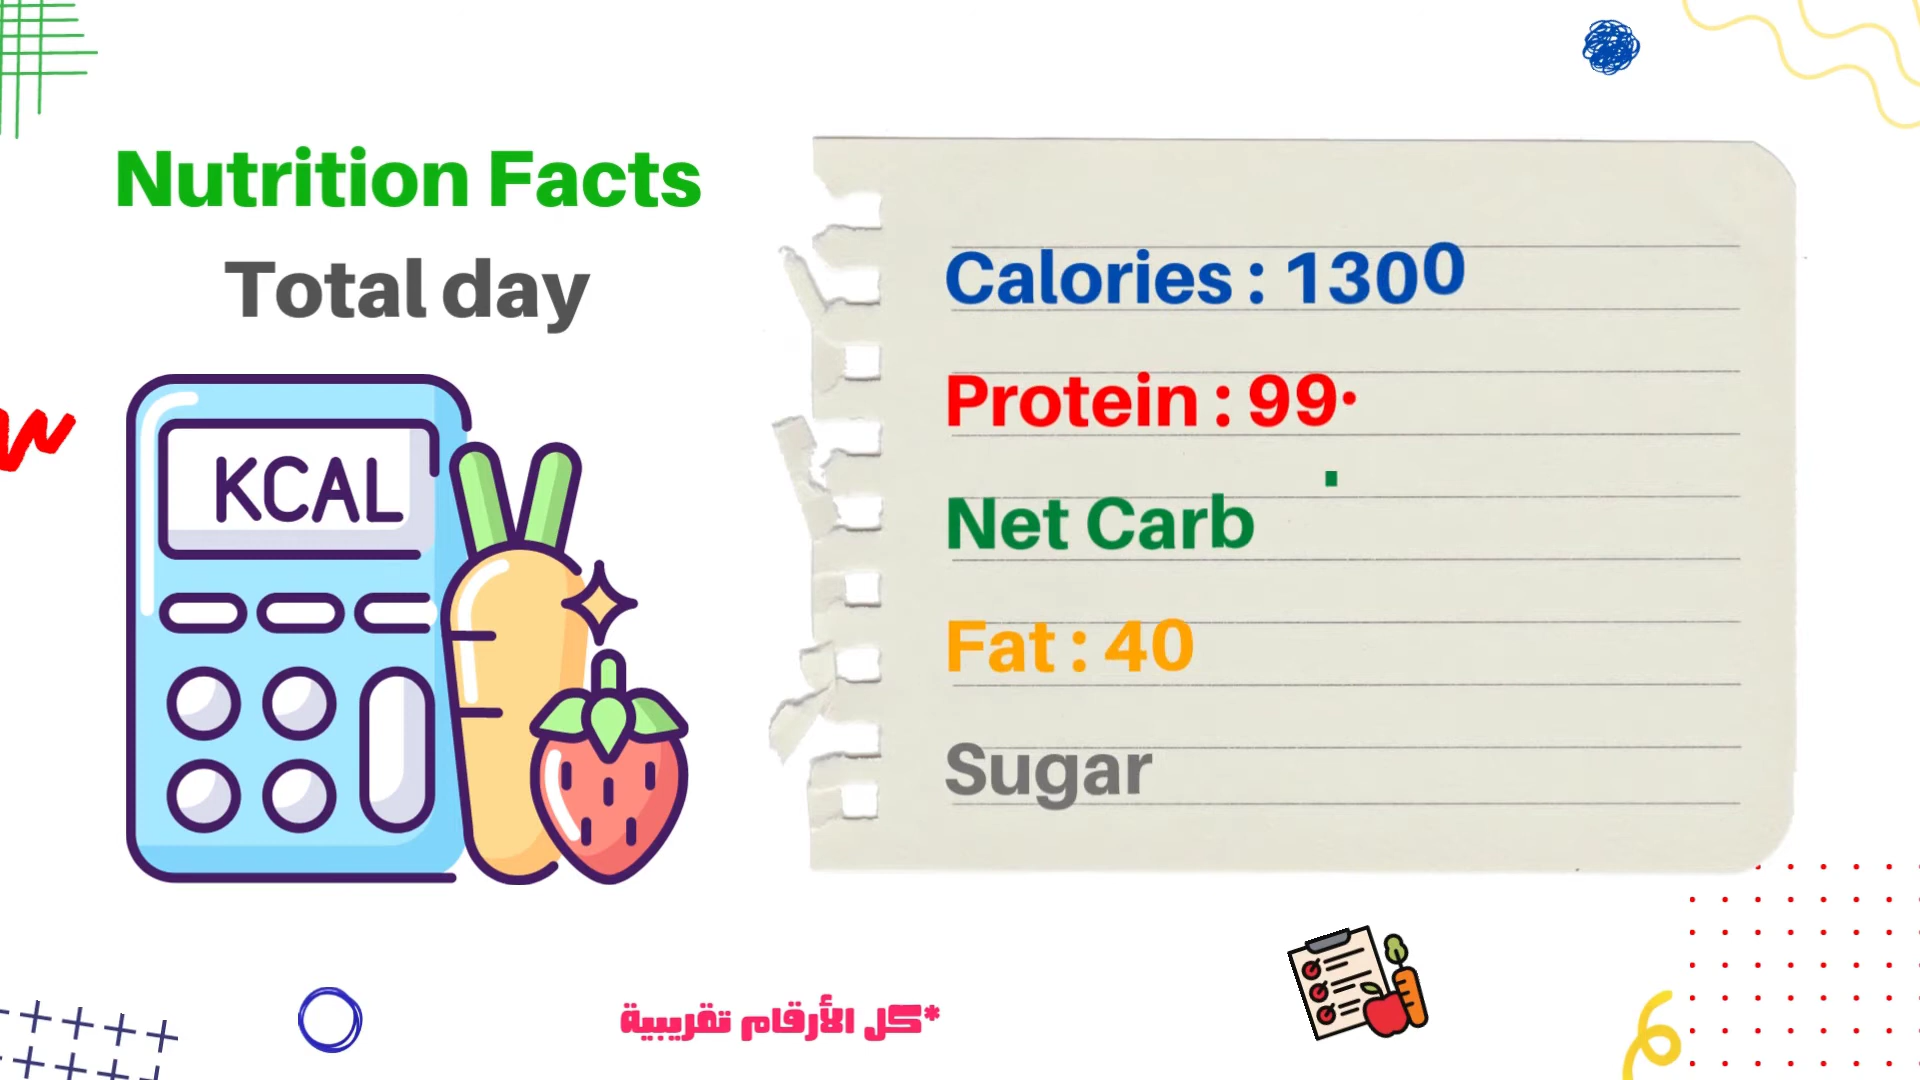 Nutrition Facts
Total day
KCAL
Calories : 1300
Protein : 99
Net Carb
Fat : 40
Sugar
*كل الأرقام تقريبية